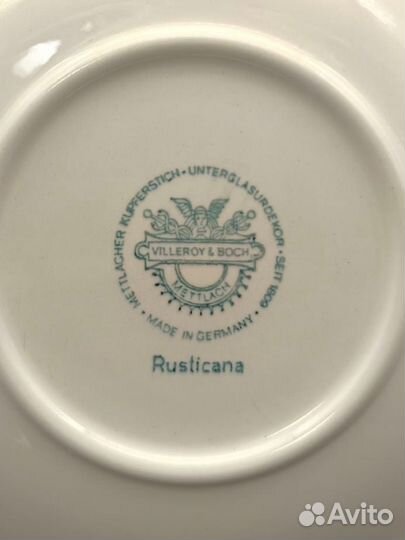 METTLACHER KUPFERSTICH · UNTERGLASURDEKOR · SEIT 1809
VILLEROY & BOCH
METTLACH
· MADE IN GERMANY ·
Rusticana
Avito